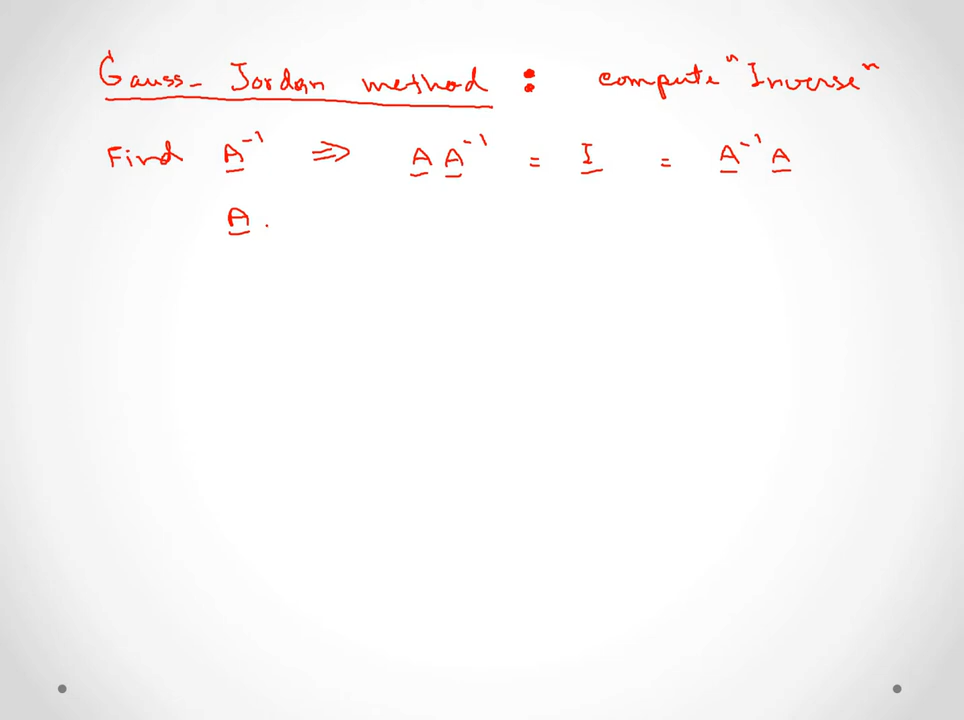 Gauss-Jordan method : compute "Inverse"
Find A⁻¹ ⇒ A A⁻¹ = I = A⁻¹ A
A.